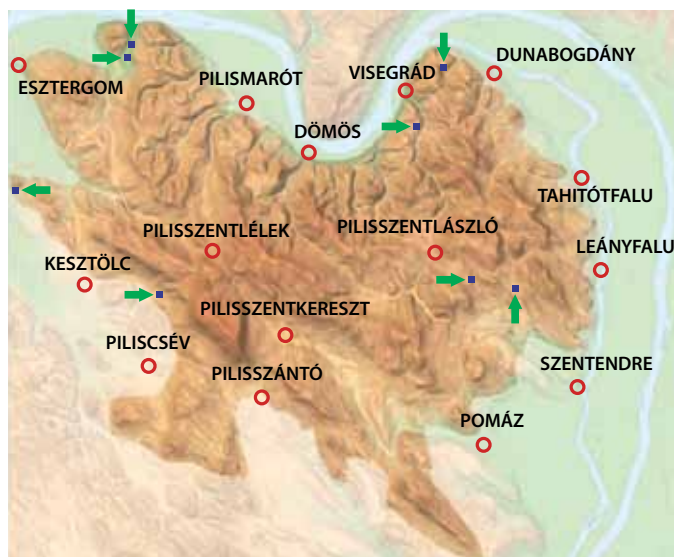 DUNABOGDÁNY
VISEGRÁD
ESZTERGOM
PILISMARÓT
DÖMÖS
TAHITÓTFALU
PILISSZENTLÉLEK
PILISSZENTLÁSZLÓ
LEÁNYFALU
KESZTÖLC
PILISSZENTKERESZT
PILISCSÉV
PILISSZÁNTÓ
SZENTENDRE
POMÁZ